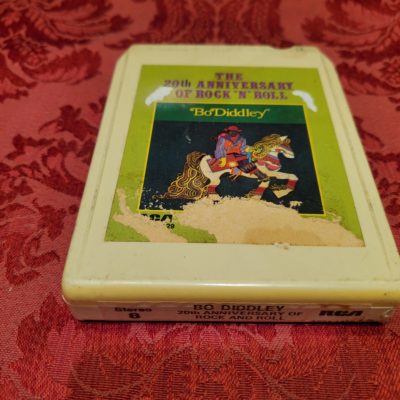 THE
20th ANNIVERSARY
OF ROCK 'N' ROLL
"Bo Diddley"
RCA
29
Stereo
8
BO DIDDLEY
20th ANNIVERSARY OF
ROCK AND ROLL
RCA